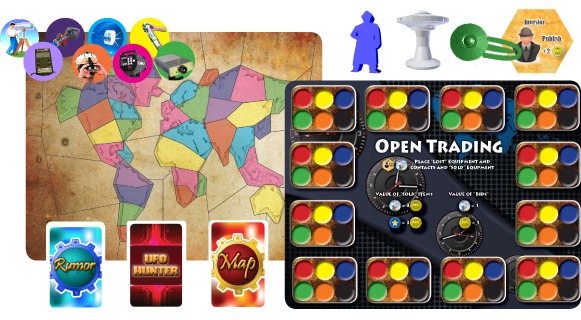 Investor
Publish
+2
OPEN TRADING
PLACE "LOST" EQUIPMENT AND
CONTACTS AND "SOLD" EQUIPMENT
VALUE OF "SOLD" ITEMS
VALUE OF "BIDS"
Rumor
UFO
HUNTER
Map